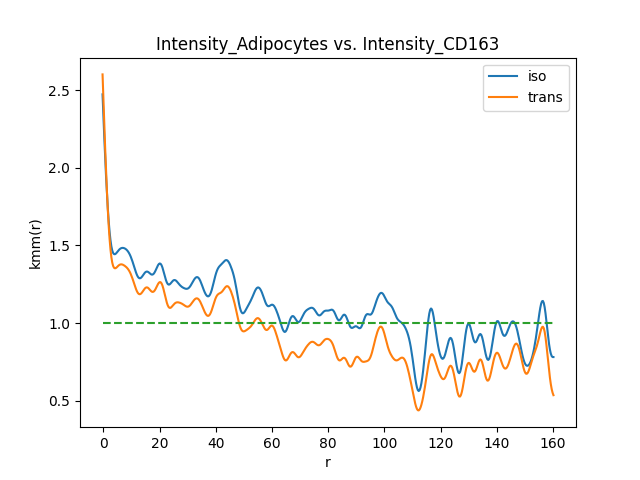 Intensity_Adipocytes vs. Intensity_CD163
iso
trans
kmm(r)
2.5
2.0
1.5
1.0
0.5
0 20 40 60 80 100 120 140 160
r